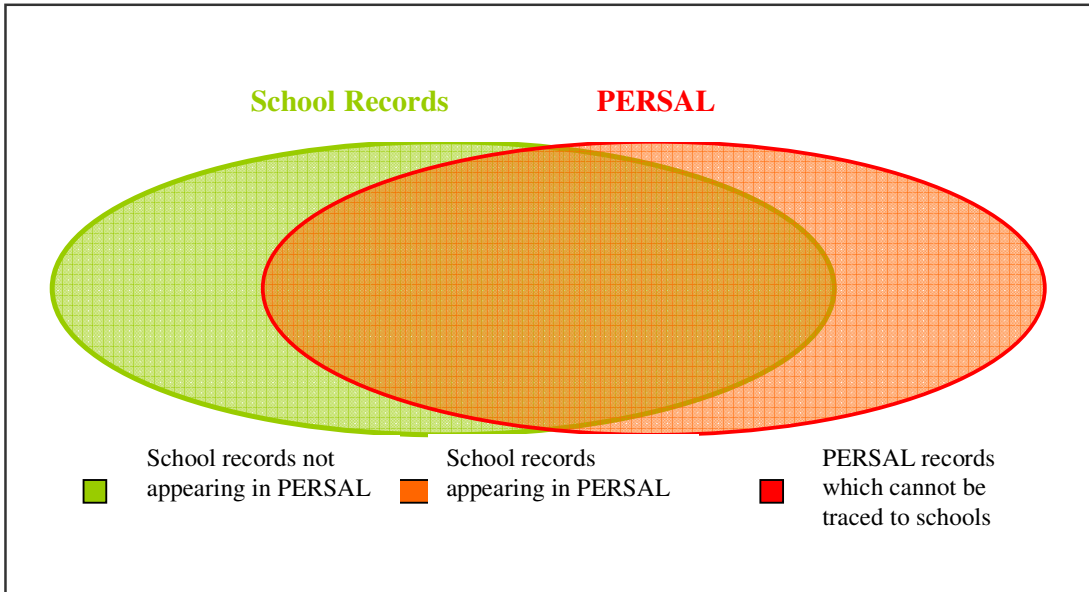 School Records
PERSAL
School records not
appearing in PERSAL
School records
appearing in PERSAL
PERSAL records
which cannot be
traced to schools